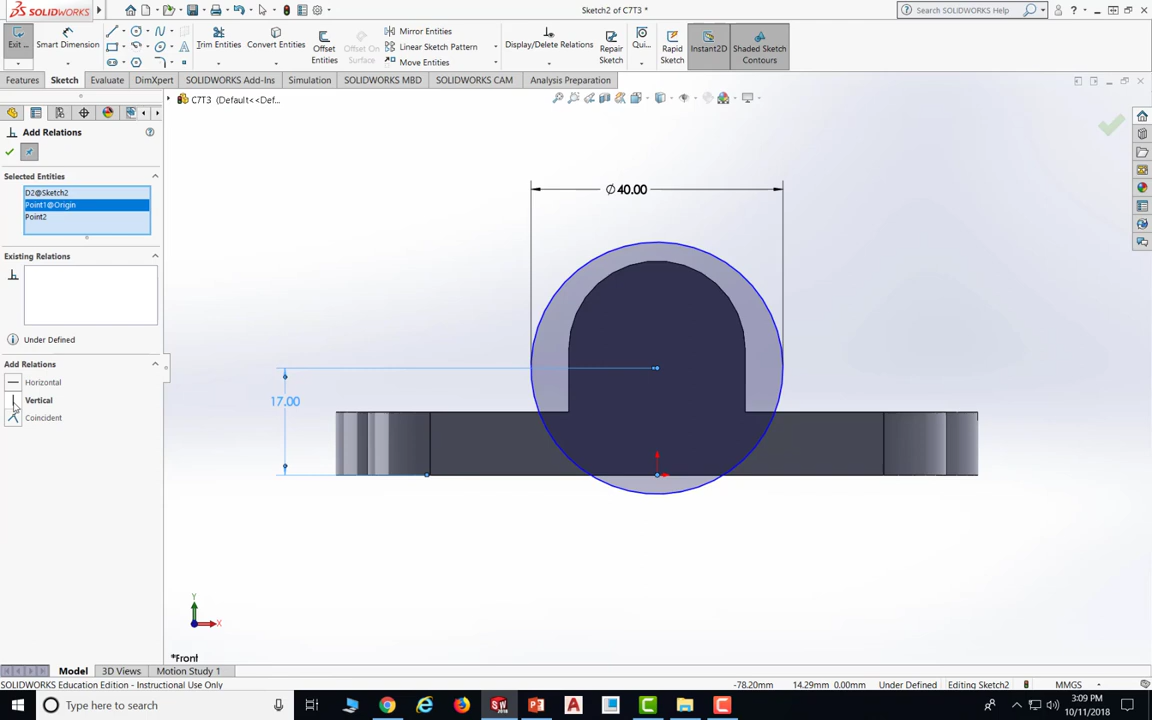 SOLIDWORKS
Sketch2 of C7T3 *
Search SOLIDWORKS Help
Exit ...
Smart Dimension
Trim Entities
Convert Entities
Offset Entities
Offset On Surface
Mirror Entities
Linear Sketch Pattern
Move Entities
Display/Delete Relations
Repair Sketch
Qui...
Rapid Sketch
Instant2D
Shaded Sketch Contours
Features
Sketch
Evaluate
DimXpert
SOLIDWORKS Add-Ins
Simulation
SOLIDWORKS MBD
SOLIDWORKS CAM
Analysis Preparation
C7T3 (Default<<Def...
Add Relations
Selected Entities
D2@Sketch2
Point1@Origin
Point2
Existing Relations
Under Defined
Add Relations
Horizontal
Vertical
Coincident
∅40.00
17.00
Y
X
*Front
Model
3D Views
Motion Study 1
SOLIDWORKS Education Edition - Instructional Use Only
-78.20mm
14.29mm
0.00mm
Under Defined
Editing Sketch2
MMGS
Type here to search
3:09 PM
10/11/2018